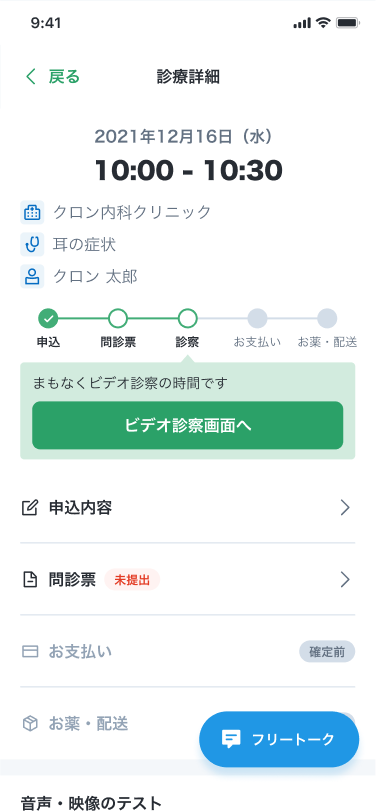 9:41
戻る
診療詳細
2021年12月16日（水）
10:00 - 10:30
クロン内科クリニック
耳の症状
クロン 太郎
申込 問診票 診察 お支払い お薬・配送
まもなくビデオ診察の時間です
ビデオ診察画面へ
申込内容
問診票 未提出
お支払い 確定前
お薬・配送
フリートーク
音声・映像のテスト